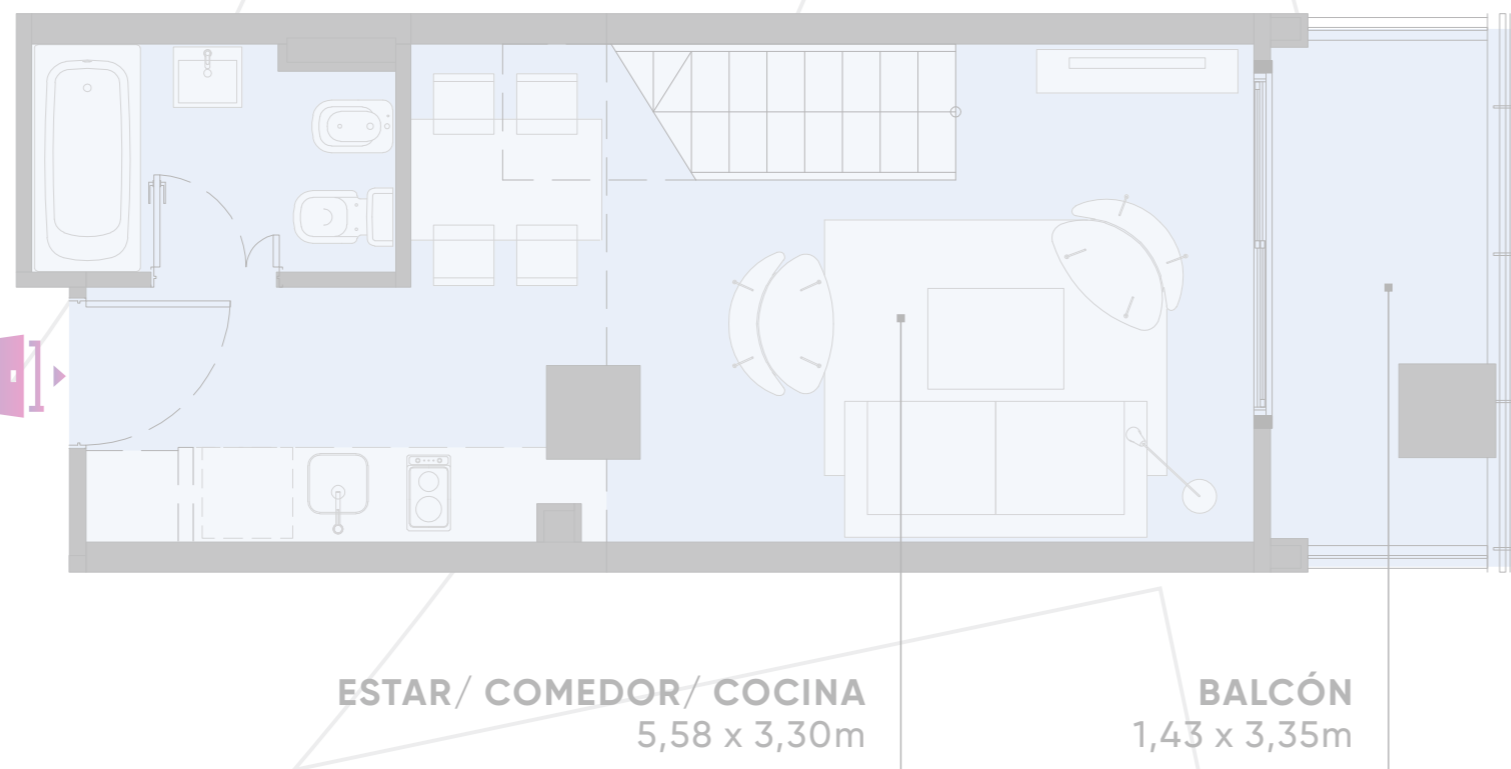 ESTAR/ COMEDOR/ COCINA
5,58 x 3,30m
BALCÓN
1,43 x 3,35m